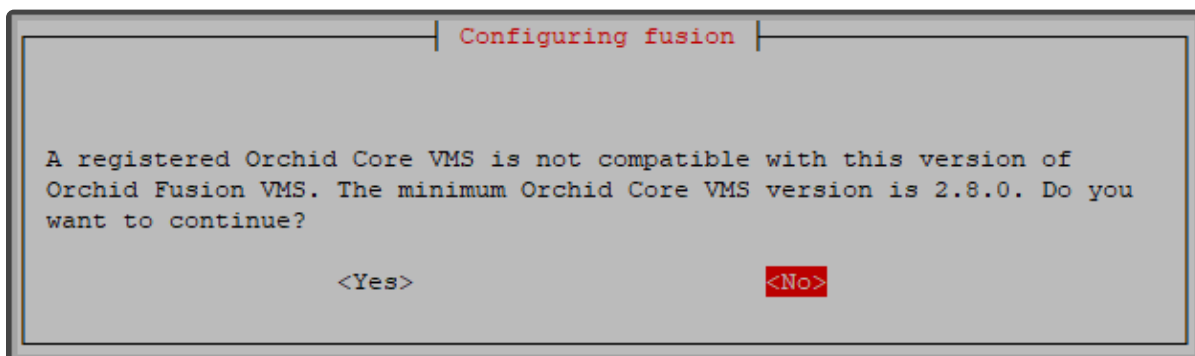 Configuring fusion
A registered Orchid Core VMS is not compatible with this version of
Orchid Fusion VMS. The minimum Orchid Core VMS version is 2.8.0. Do you
want to continue?
<Yes> <No>